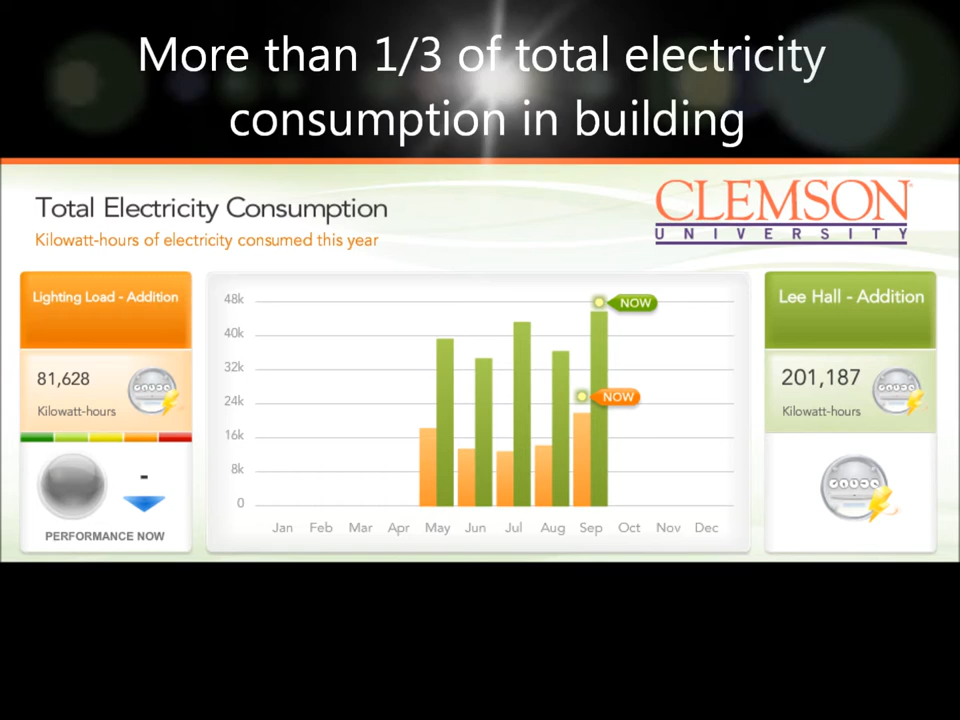 More than 1/3 of total electricity
consumption in building
Total Electricity Consumption
Kilowatt-hours of electricity consumed this year
CLEMSON
UNIVERSITY
Lighting Load - Addition
81,628
Kilowatt-hours
-
PERFORMANCE NOW
48k
40k
32k
24k
16k
8k
0
NOW
NOW
Jan Feb Mar Apr May Jun Jul Aug Sep Oct Nov Dec
Lee Hall - Addition
201,187
Kilowatt-hours